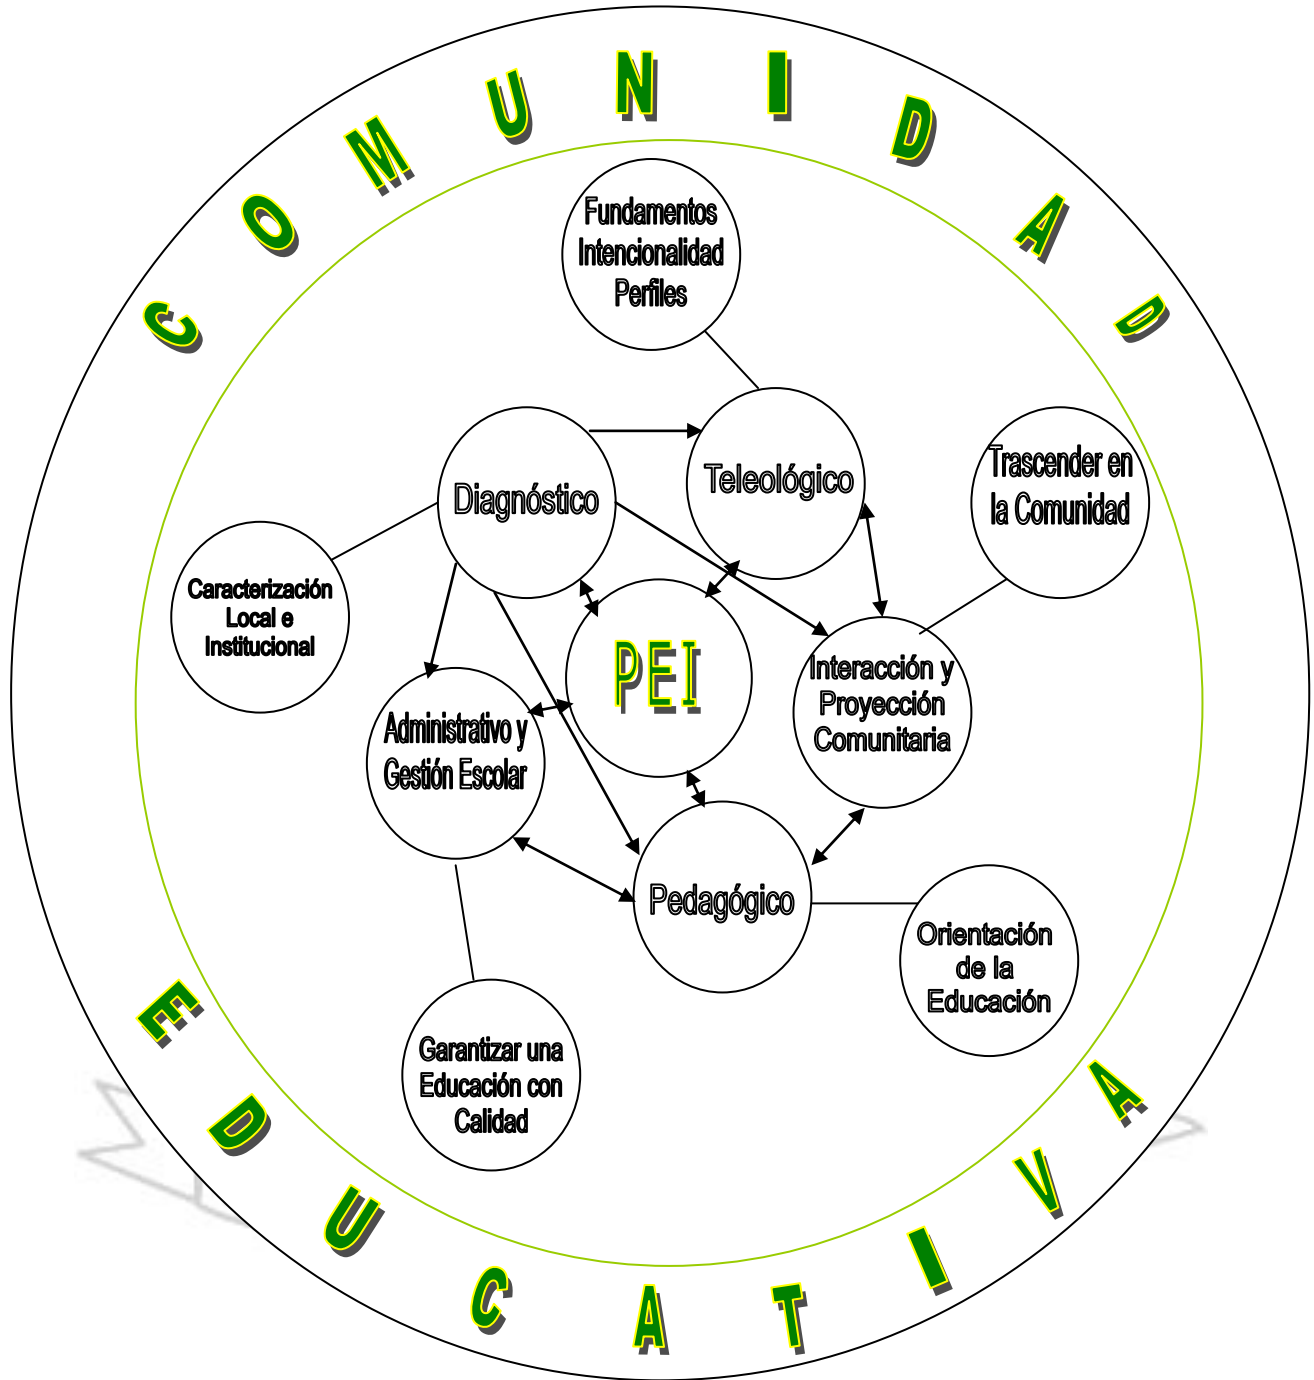 COMUNIDAD
Fundamentos
Intencionalidad
Perfiles
Diagnóstico
Teleológico
Trascender en
la Comunidad
Caracterización
Local e
Institucional
PEI
Interacción y
Proyección
Comunitaria
Administrativo y
Gestión Escolar
Pedagógico
Orientación
de la
Educación
Garantizar una
Educación con
Calidad
EDUCATIVA